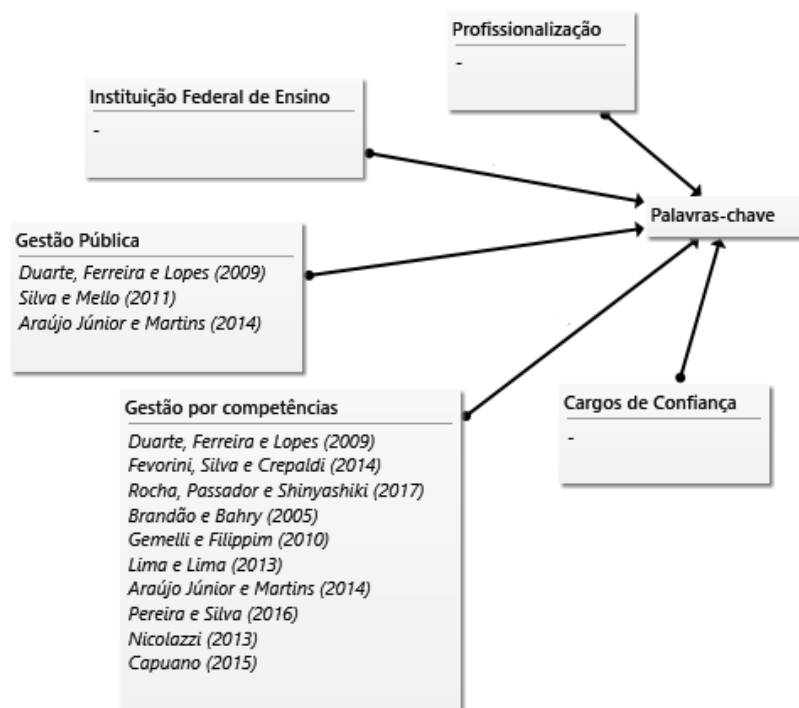 Profissionalização
-
Instituição Federal de Ensino
-
Palavras-chave
Gestão Pública
Duarte, Ferreira e Lopes (2009)
Silva e Mello (2011)
Araújo Júnior e Martins (2014)
Gestão por competências
Duarte, Ferreira e Lopes (2009)
Fevorini, Silva e Crepaldi (2014)
Rocha, Passador e Shinyashiki (2017)
Brandão e Bahry (2005)
Gemelli e Filippim (2010)
Lima e Lima (2013)
Araújo Júnior e Martins (2014)
Pereira e Silva (2016)
Nicolazzi (2013)
Capuano (2015)
Cargos de Confiança
-